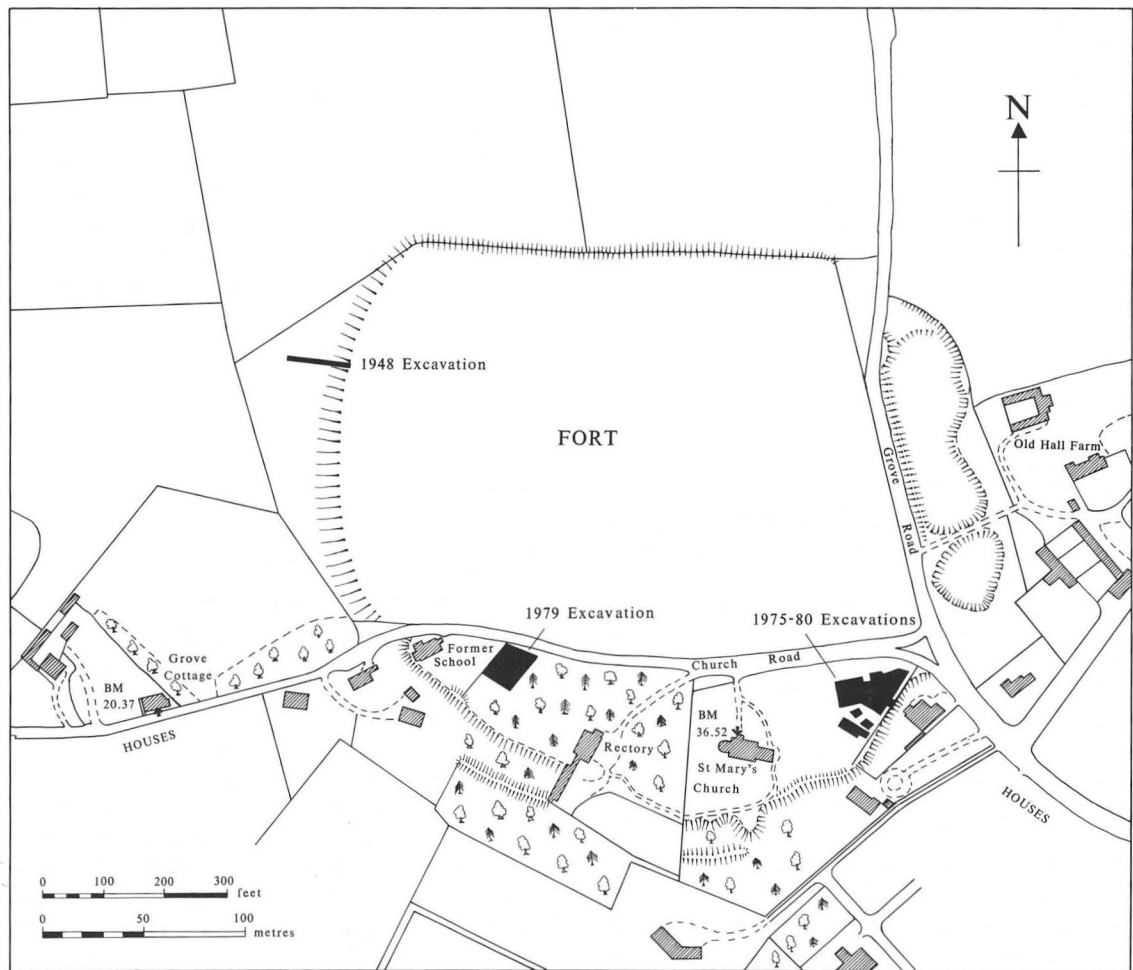 N
1948 Excavation
FORT
Grove Road
Old Hall Farm
1979 Excavation
1975-80 Excavations
Former
School
Church Road
Grove
Cottage
BM
20.37
HOUSES
BM
36.52
Rectory
St Mary's
Church
HOUSES
0 100 200 300
feet
0 50 100
metres